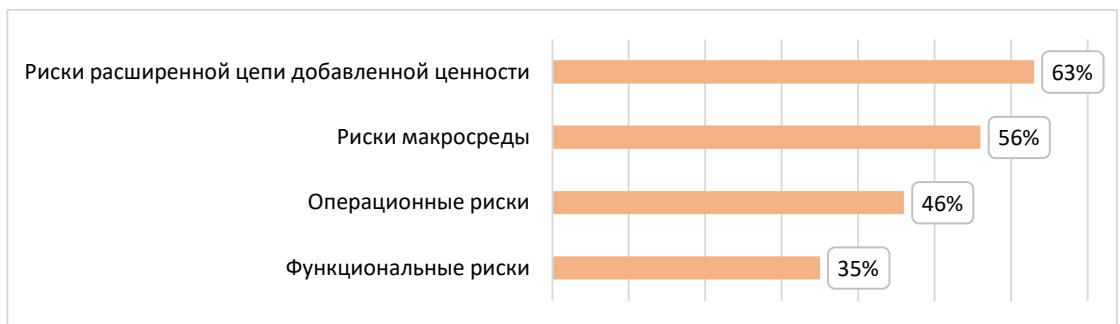 Риски расширенной цепи добавленной ценности 63%
Риски макросреды 56%
Операционные риски 46%
Функциональные риски 35%